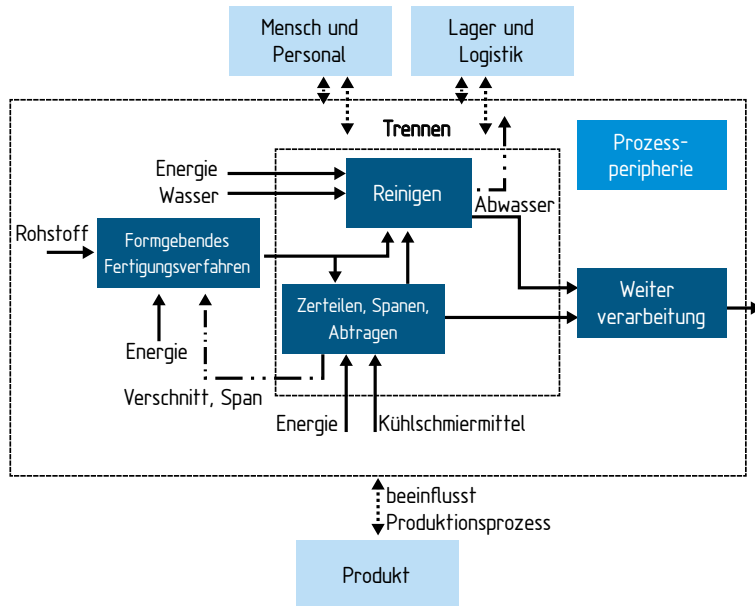 Mensch und
Personal
Lager und
Logistik
Trennen
Prozess-
peripherie
Energie
Wasser
Reinigen
Abwasser
Rohstoff
Formgebendes
Fertigungsverfahren
Zerteilen, Spanen,
Abtragen
Weiter
verarbeitung
Energie
Verschnitt, Span
Energie
Kühlschmiermittel
beeinflusst
Produktionsprozess
Produkt